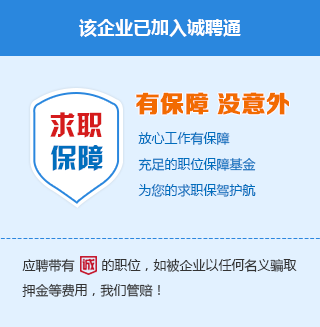 该企业已加入诚聘通
求职
保障
有保障 没意外
放心工作有保障
充足的职位保障基金
为您的求职保驾护航
应聘带有 诚 的职位，如被企业以任何名义骗取
押金等费用，我们管赔！